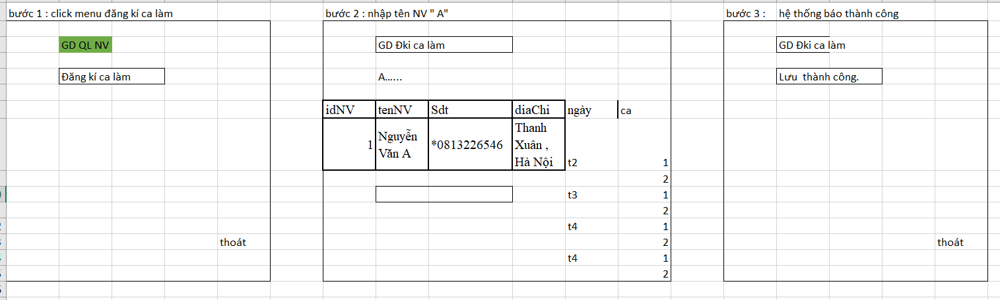 bước 1 : click menu đăng kí ca làm
GD QL NV
Đăng kí ca làm
thoát
bước 2 : nhập tên NV " A"
GD Đki ca làm
A......
idNV tenNV Sdt diaChi ngày ca
1 Nguyễn Văn A *0813226546 Thanh Xuân , Hà Nội t2 1
2
t3 1
2
t4 1
2
t4 1
2
bước 3 : hệ thống báo thành công
GD Đki ca làm
Lưu thành công.
thoát